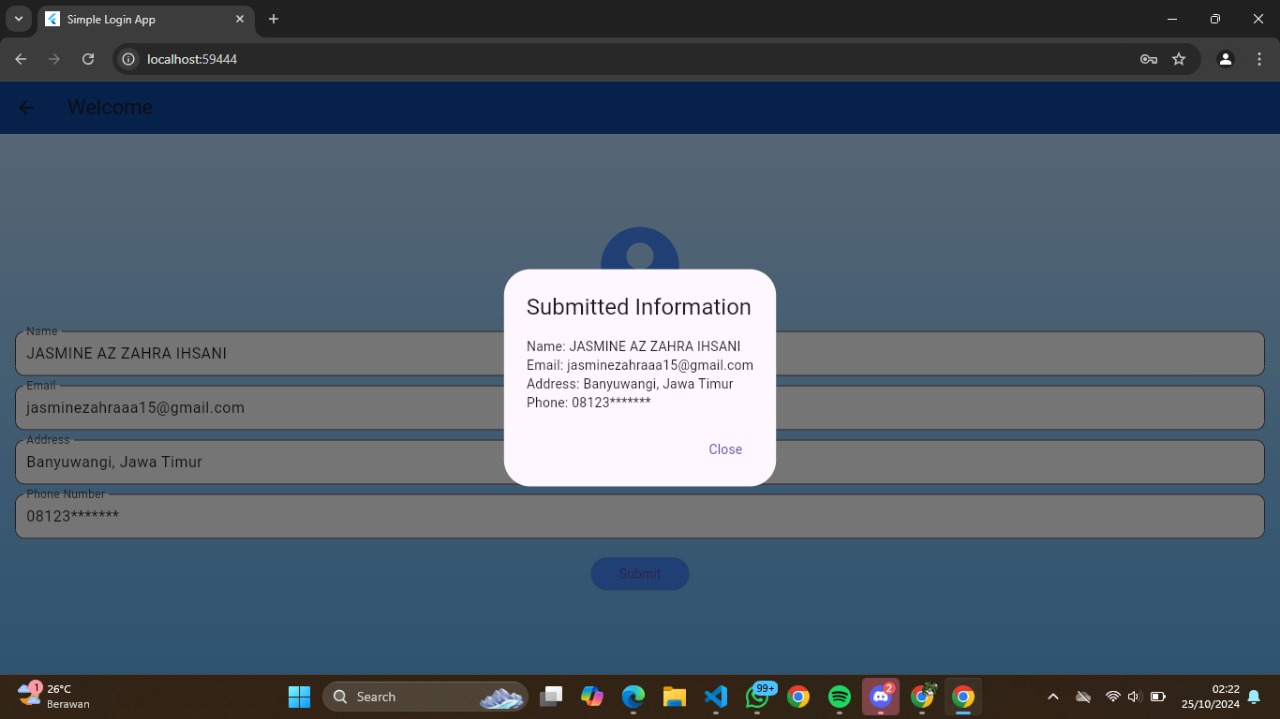 Simple Login App
localhost:59444
Welcome
Submitted Information
Name: JASMINE AZ ZAHRA IHSANI
Email: jasminezahraaa15@gmail.com
Address: Banyuwangi, Jawa Timur
Phone: 08123*******
Close
Name
JASMINE AZ ZAHRA IHSANI
Email
jasminezahraaa15@gmail.com
Address
Banyuwangi, Jawa Timur
Phone Number
08123*******
Submit
1
26°C
Berawan
Search
99+
2
02:22
25/10/2024